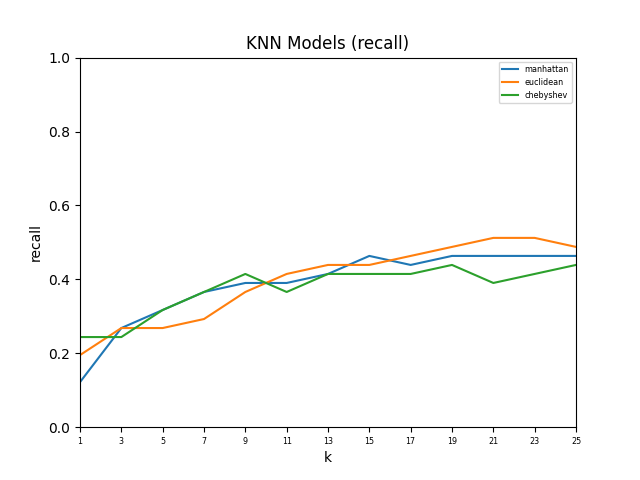 KNN Models (recall)
1.0
0.8
0.6
0.4
0.2
0.0
recall
manhattan
euclidean
chebyshev
1 3 5 7 9 11 13 15 17 19 21 23 25
k